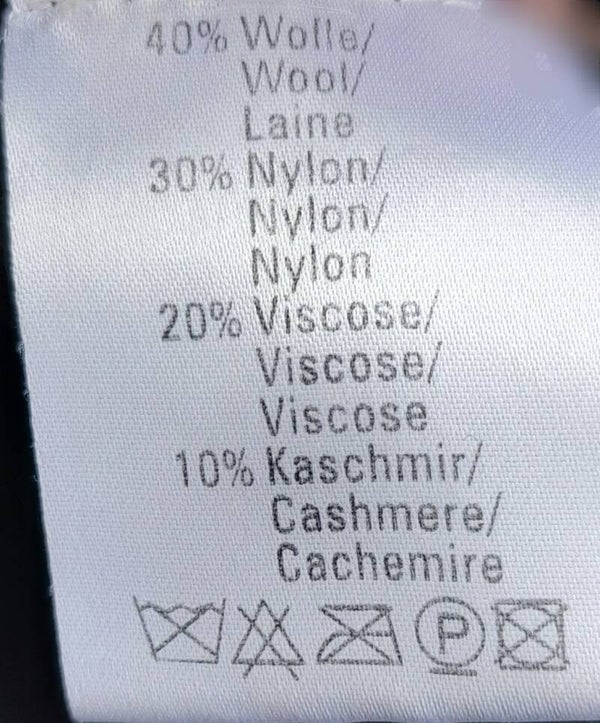 40% Wolle/
Wool/
Laine
30% Nylon/
Nylon/
Nylon
20% Viscose/
Viscose/
Viscose
10% Kaschmir/
Cashmere/
Cachemire
P